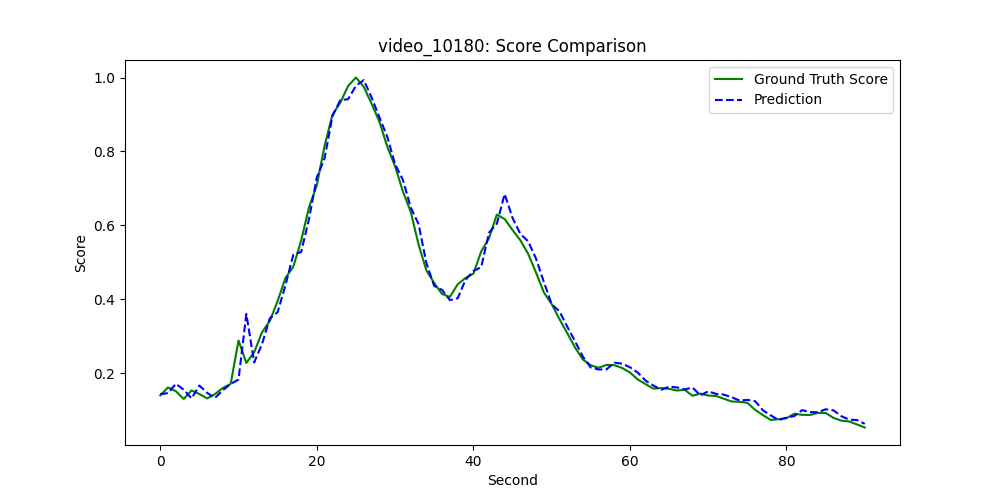 video_10180: Score Comparison
Ground Truth Score
Prediction
1.0
0.8
0.6
0.4
0.2
Score
0 20 40 60 80
Second